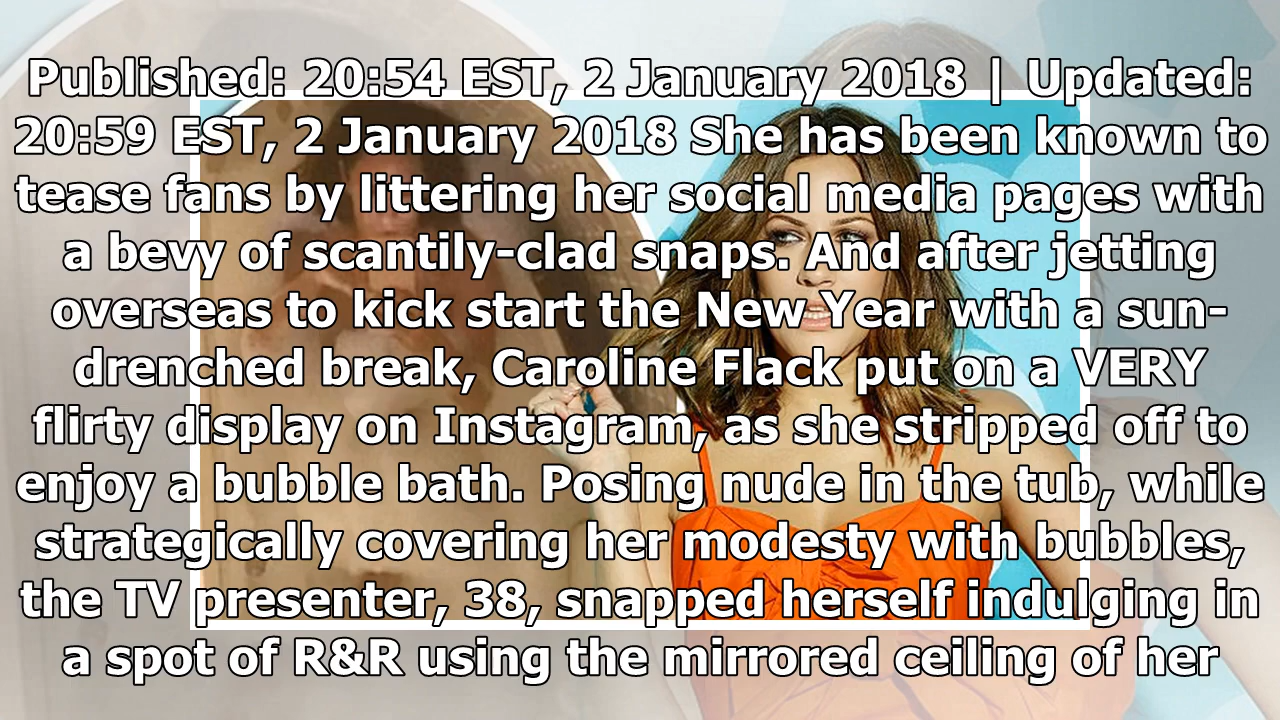 Published: 20:54 EST, 2 January 2018 | Updated:
20:59 EST, 2 January 2018 She has been known to
tease fans by littering her social media pages with
a bevy of scantily-clad snaps. And after jetting
overseas to kick start the New Year with a sun-
drenched break, Caroline Flack put on a VERY
flirty display on Instagram, as she stripped off to
enjoy a bubble bath. Posing nude in the tub, while
strategically covering her modesty with bubbles,
the TV presenter, 38, snapped herself indulging in
a spot of R&R using the mirrored ceiling of her